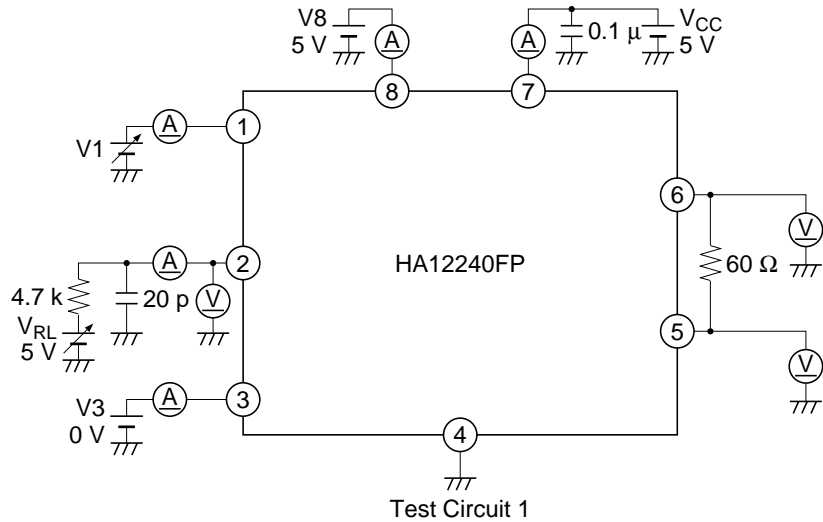 V8
5 V
A
A
0.1 µ
VCC
5 V
8
7
A
1
V1
6
V
A
2
HA12240FP
60 Ω
4.7 k
20 p
V
VRL
5 V
5
V
A
3
V3
0 V
4
Test Circuit 1